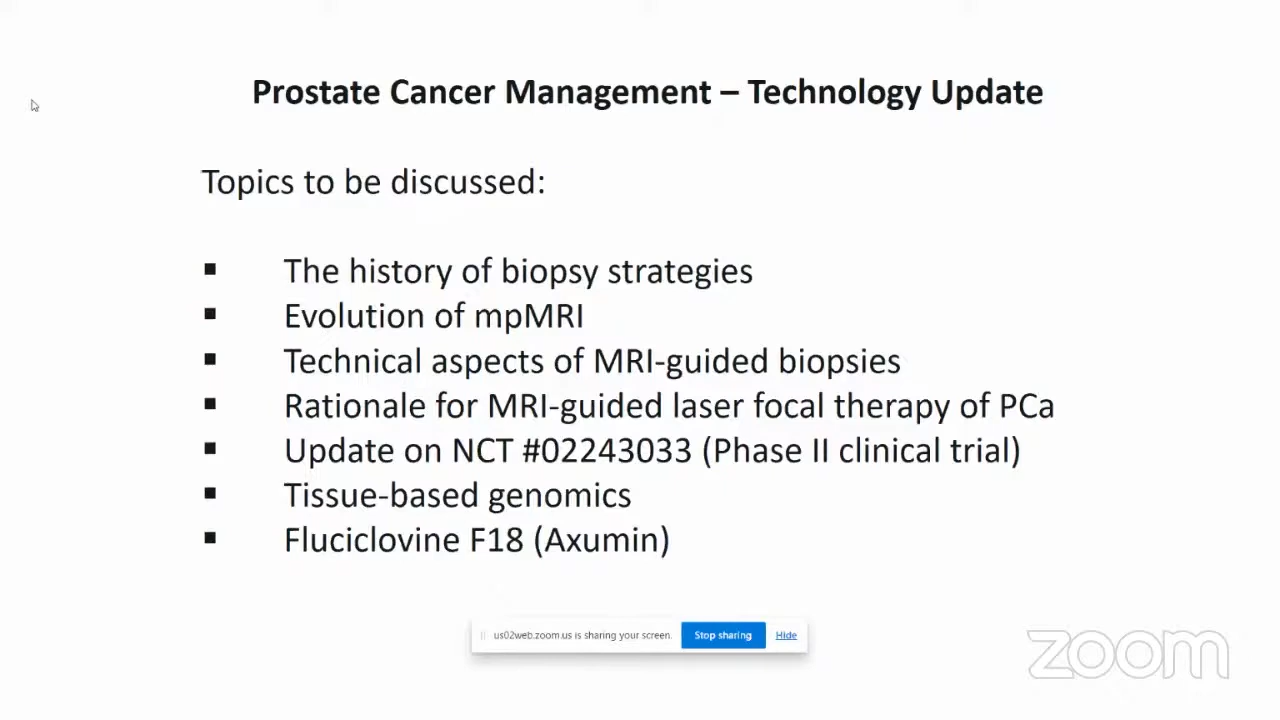 Prostate Cancer Management – Technology Update
Topics to be discussed:
▪ The history of biopsy strategies
▪ Evolution of mpMRI
▪ Technical aspects of MRI-guided biopsies
▪ Rationale for MRI-guided laser focal therapy of PCa
▪ Update on NCT #02243033 (Phase II clinical trial)
▪ Tissue-based genomics
▪ Fluciclovine F18 (Axumin)
us02web.zoom.us is sharing your screen. Stop sharing Hide
zoom